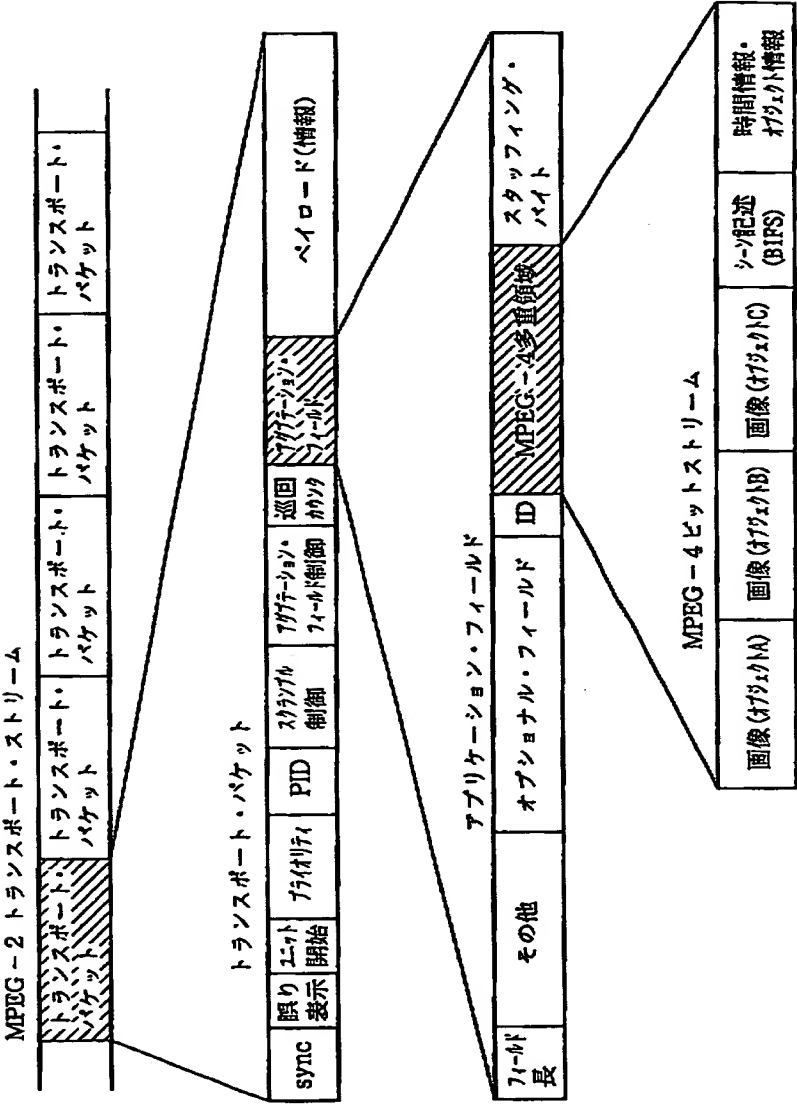 MPEG-2 トランスポート・ストリーム
トランスポート・
パケット
トランスポート・
パケット
トランスポート・
パケット
トランスポート・
パケット
トランスポート・
パケット
トランスポート・パケット
sync
誤り
表示
ユニット
開始
プライオリティ
PID
スクランブル
制御
アダプテーション・
フィールド制御
巡回
カウンタ
アダプテーション・
フィールド
ペイロード(情報)
アプリケーション・フィールド
フィールド
長
その他
オプショナル・フィールド
ID
MPEG-4多重領域
スタッフィング・
バイト
MPEG-4ビットストリーム
画像(オブジェクトA)
画像(オブジェクトB)
画像(オブジェクトC)
シーン記述
(BIFS)
時間情報・
オブジェクト情報